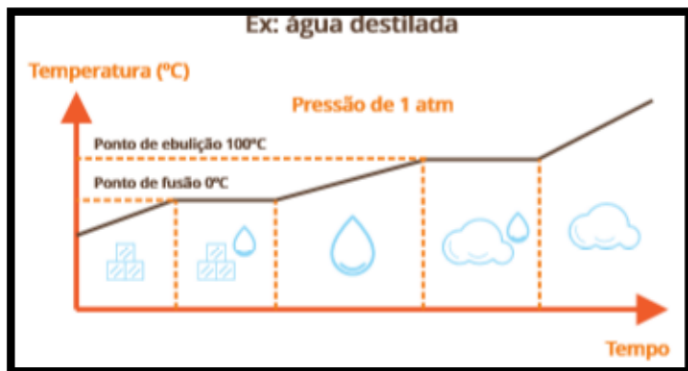 Ex: água destilada
Temperatura (ºC)
Pressão de 1 atm
Ponto de ebulição 100ºC
Ponto de fusão 0ºC
Tempo